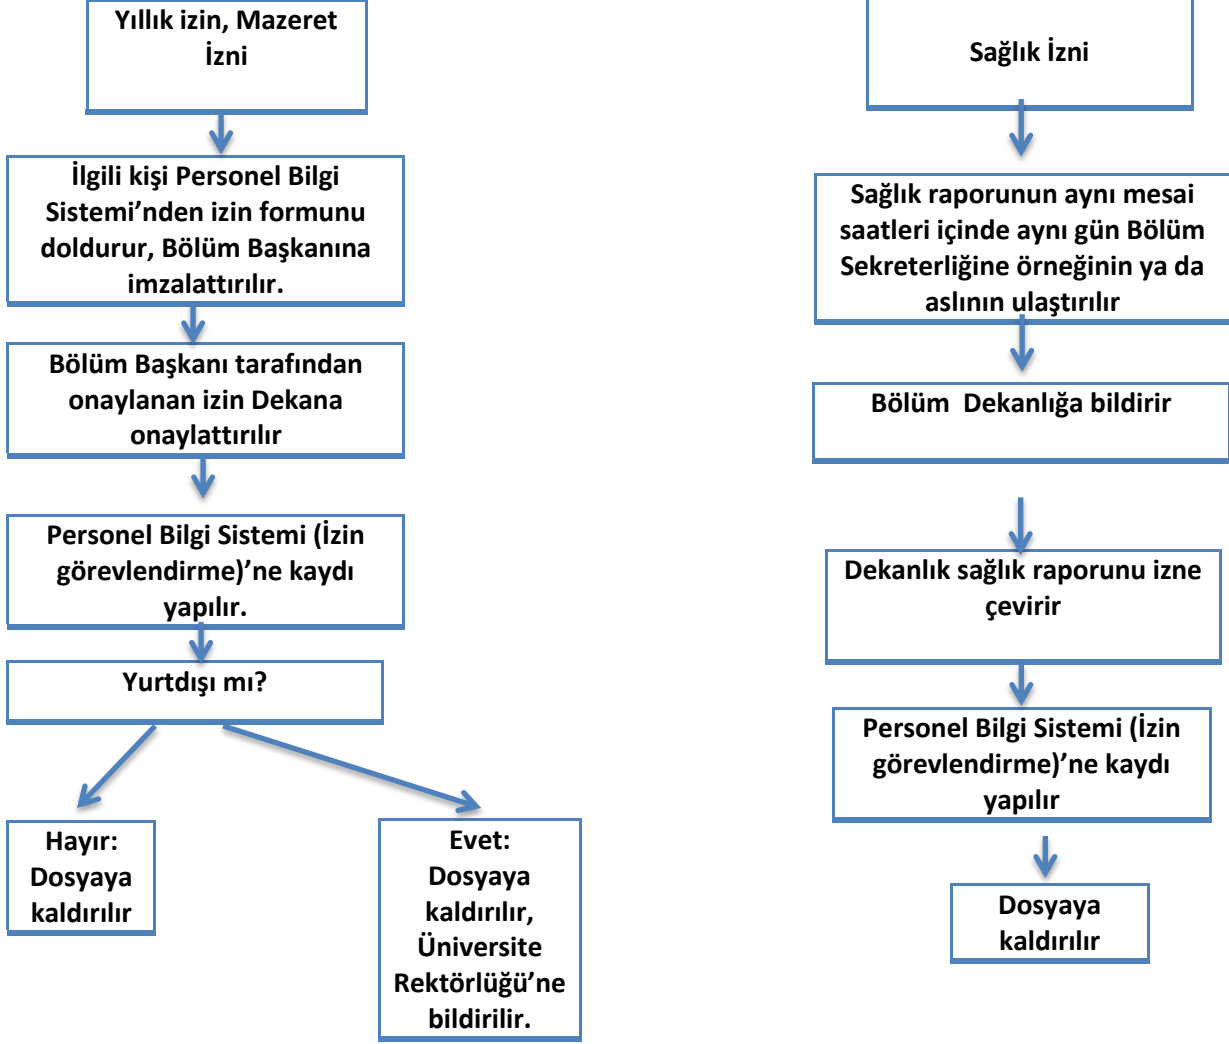 Yıllık izin, Mazeret
İzni
İlgili kişi Personel Bilgi
Sistemi’nden izin formunu
doldurur, Bölüm Başkanına
imzalattırılır.
Bölüm Başkanı tarafından
onaylanan izin Dekana
onaylattırılır
Personel Bilgi Sistemi (İzin
görevlendirme)’ne kaydı
yapılır.
Yurtdışı mı?
Hayır:
Dosyaya
kaldırılır
Evet:
Dosyaya
kaldırılır,
Üniversite
Rektörlüğü’ne
bildirilir.
Sağlık İzni
Sağlık raporunun aynı mesai
saatleri içinde aynı gün Bölüm
Sekreterliğine örneğinin ya da
aslının ulaştırılır
Bölüm  Dekanlığa bildirir
Dekanlık sağlık raporunu izne
çevirir
Personel Bilgi Sistemi (İzin
görevlendirme)’ne kaydı
yapılır
Dosyaya
kaldırılır